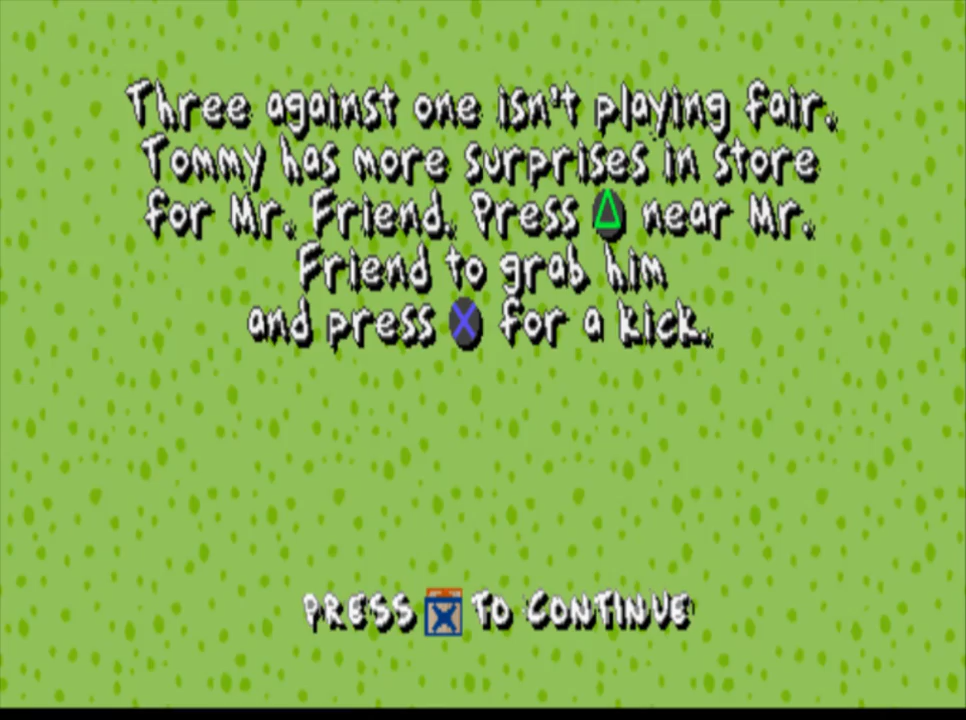 Three against one isn't playing fair.
Tommy has more surprises in store
for Mr. Friend. Press △ near Mr.
Friend to grab him
and press X for a kick.
PRESS X TO CONTINUE